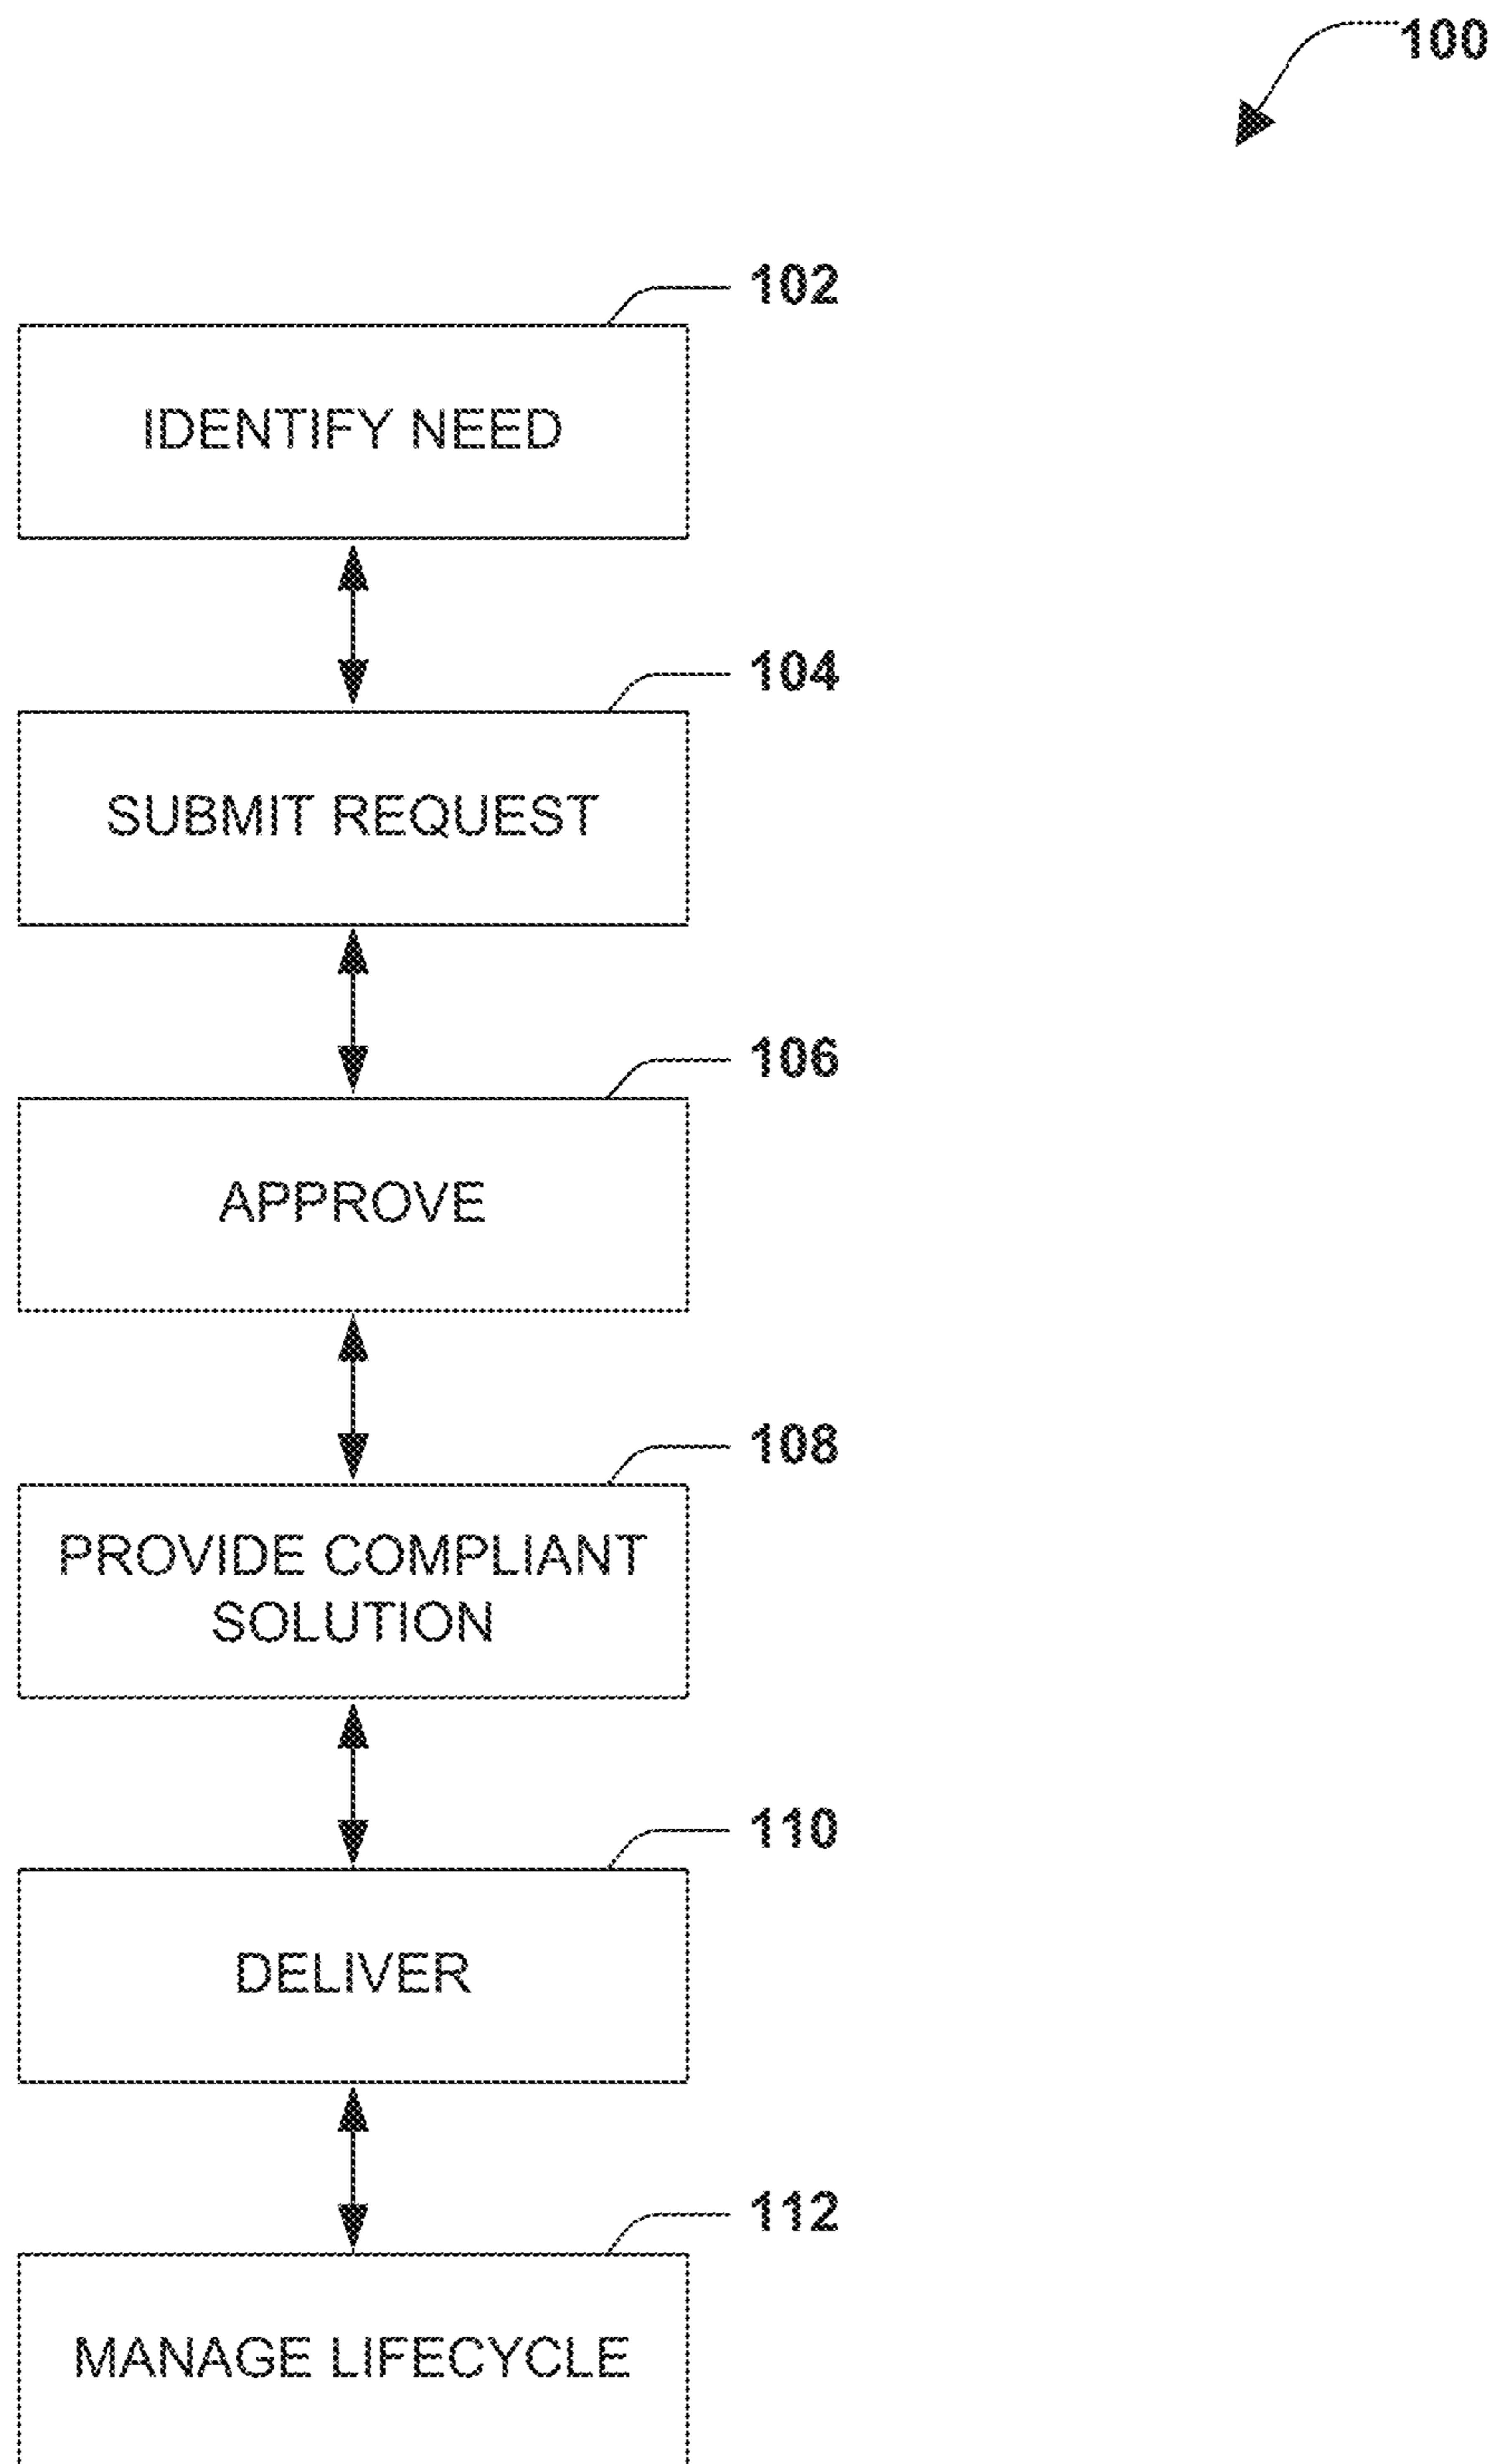 100
102
IDENTIFY NEED
104
SUBMIT REQUEST
106
APPROVE
108
PROVIDE COMPLIANT
SOLUTION
110
DELIVER
112
MANAGE LIFECYCLE